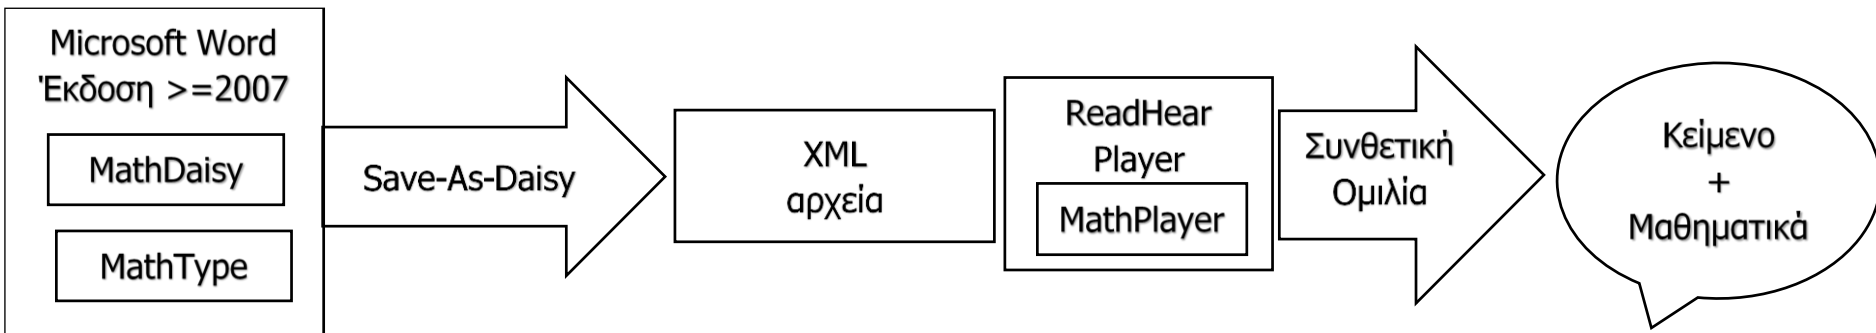 Microsoft Word
Έκδοση >=2007
MathDaisy
MathType
Save-As-Daisy
XML
αρχεία
ReadHear
Player
MathPlayer
Συνθετική
Ομιλία
Κείμενο
+
Μαθηματικά